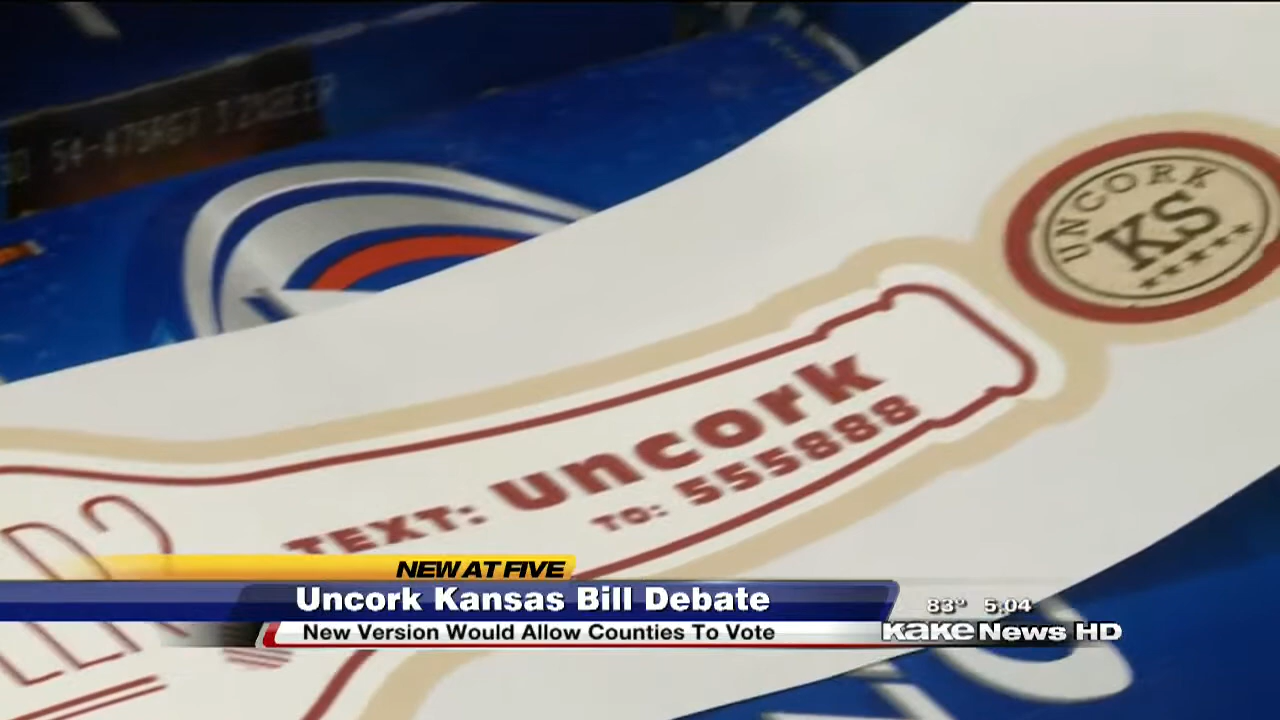 UNCORK
KS
TEXT: uncork
TO: 555888
NEW AT FIVE
Uncork Kansas Bill Debate
New Version Would Allow Counties To Vote
83° 5:04
KAKE News HD